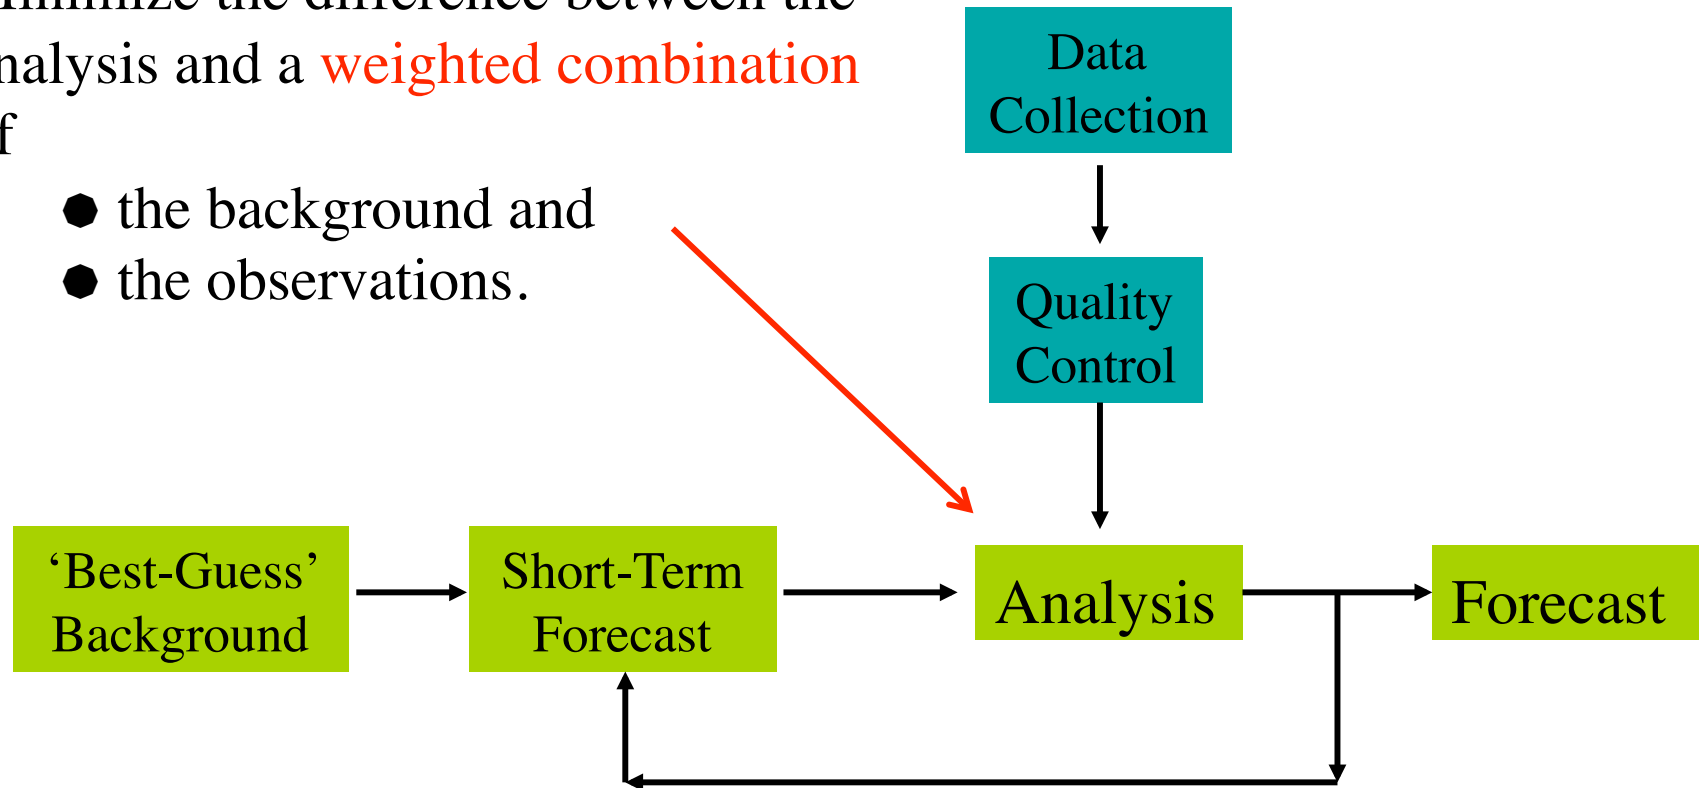 nalysis and a weighted combination
f
● the background and
● the observations.
Data
Collection
Quality
Control
‘Best-Guess’
Background
Short-Term
Forecast
Analysis
Forecast